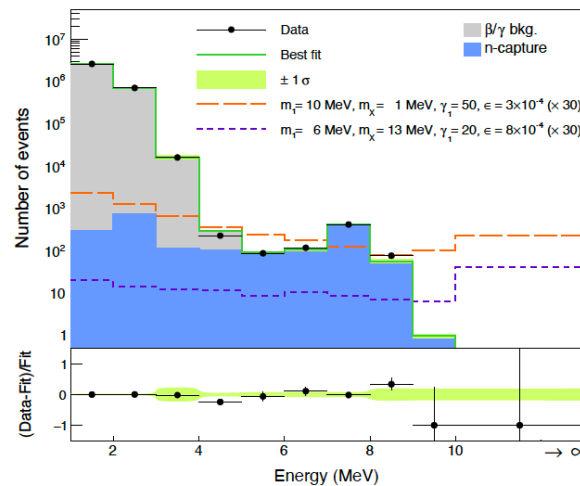 Data
Best fit
± 1 σ
m₁= 10 MeV, mχ = 1 MeV, γ₁= 50, ϵ = 3×10⁻⁴ (× 30)
m₁= 6 MeV, mχ = 13 MeV, γ₁= 20, ϵ = 8×10⁻⁴ (× 30)
β/γ bkg.
n-capture
Number of events
10⁷
10⁶
10⁵
10⁴
10³
10²
10
1
(Data-Fit)/Fit
1
0
−1
2 4 6 8 10 → ∞
Energy (MeV)